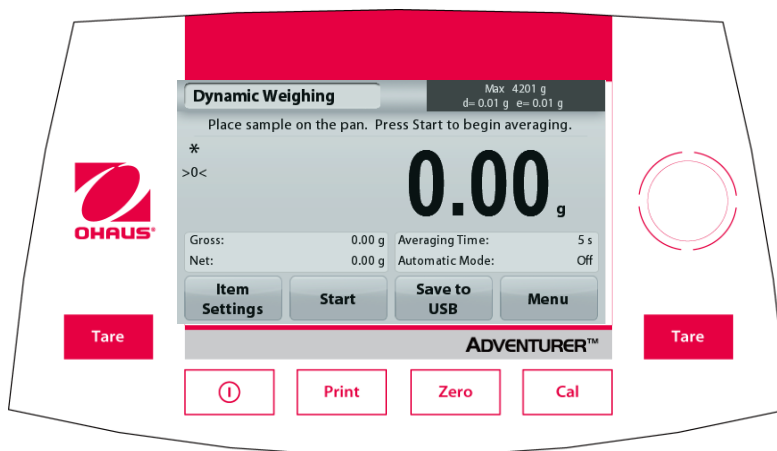 Dynamic Weighing
Max 4201 g
d= 0.01 g e= 0.01 g
Place sample on the pan. Press Start to begin averaging.
*
>0<
0.00 g
OHAUS®
Gross: 0.00 g Averaging Time: 5 s
Net: 0.00 g Automatic Mode: Off
Item Settings
Start
Save to USB
Menu
Tare
Tare
ADVENTURER™
Print
Zero
Cal